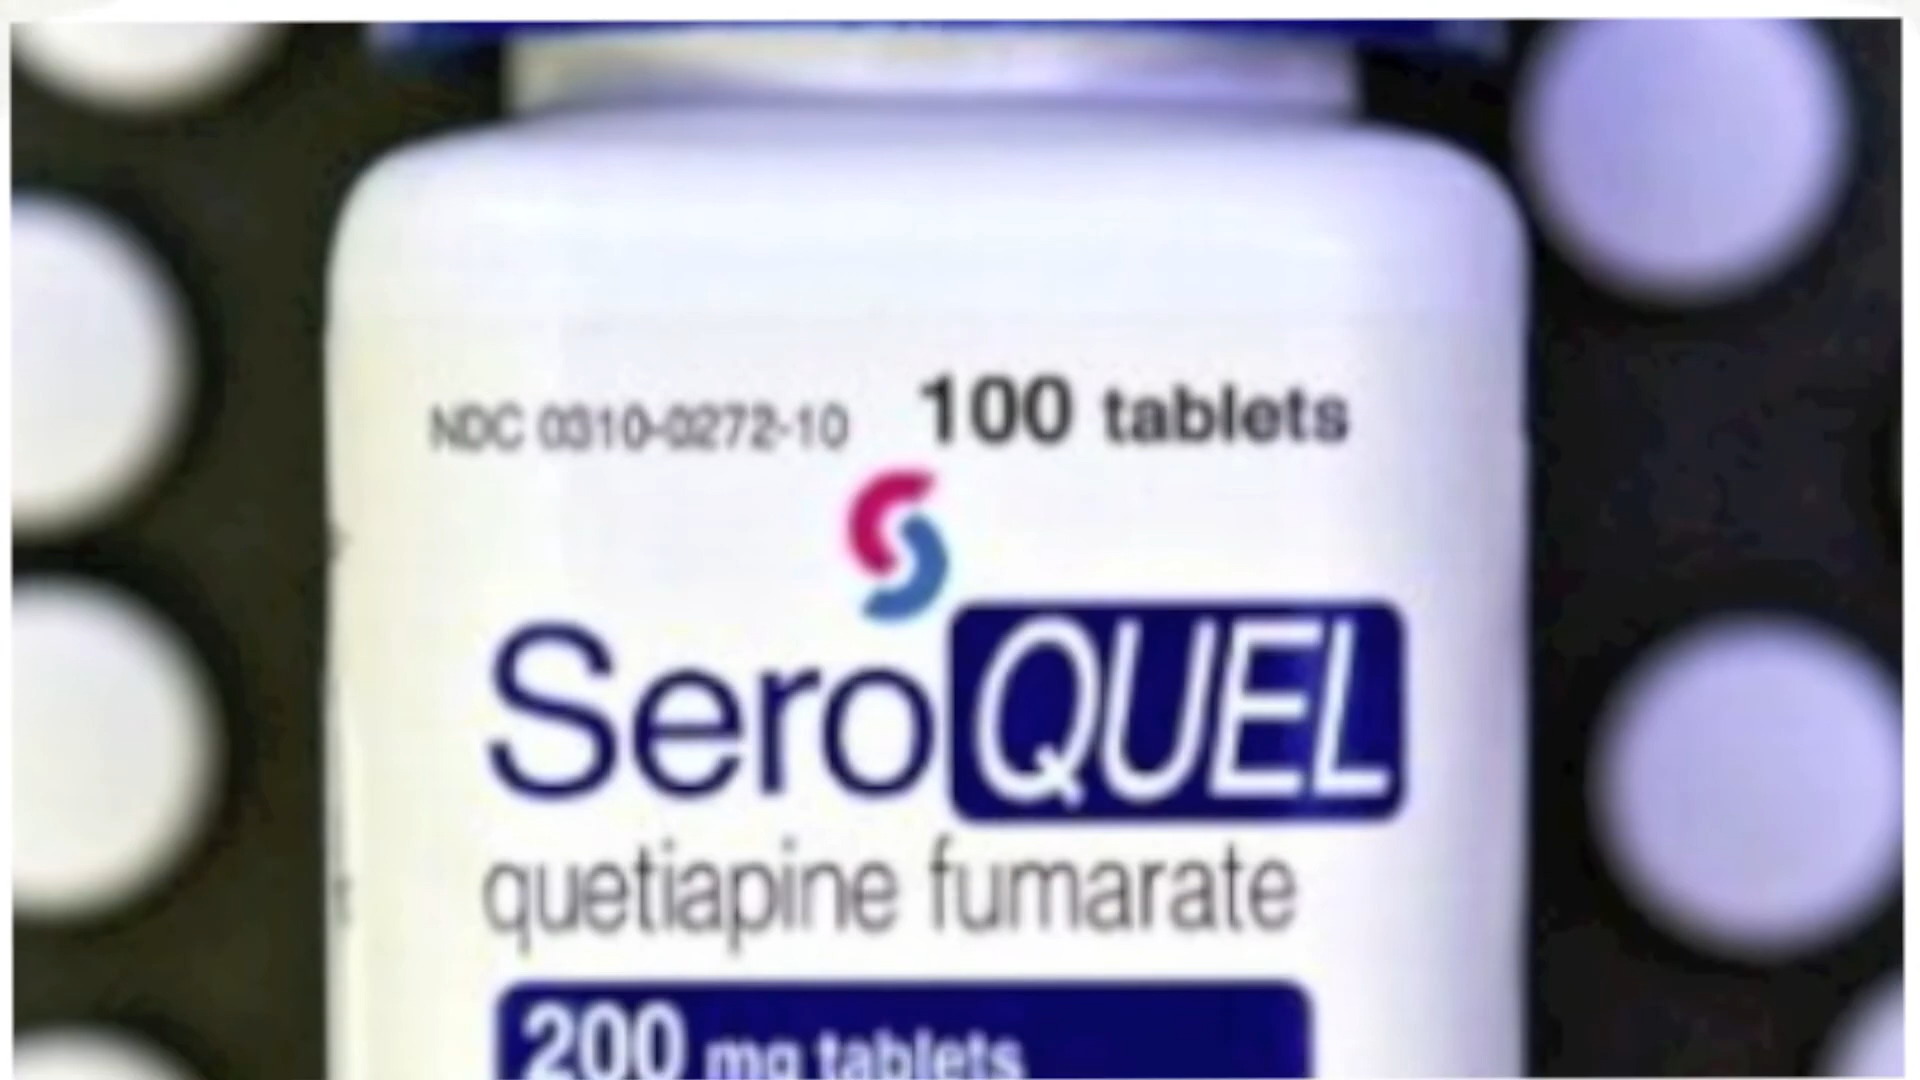 NDC 0310-0272-10 100 tablets
SeroQUEL
quetiapine fumarate
200 mg tablets